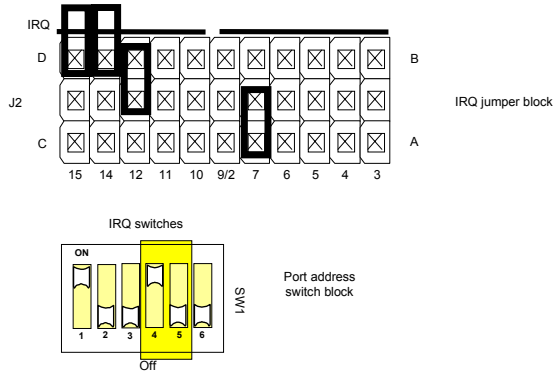 IRQ
D B
J2 IRQ jumper block
C A
15 14 12 11 10 9/2 7 6 5 4 3
IRQ switches
ON
Port address
switch block
SW1
1 2 3 4 5 6
Off